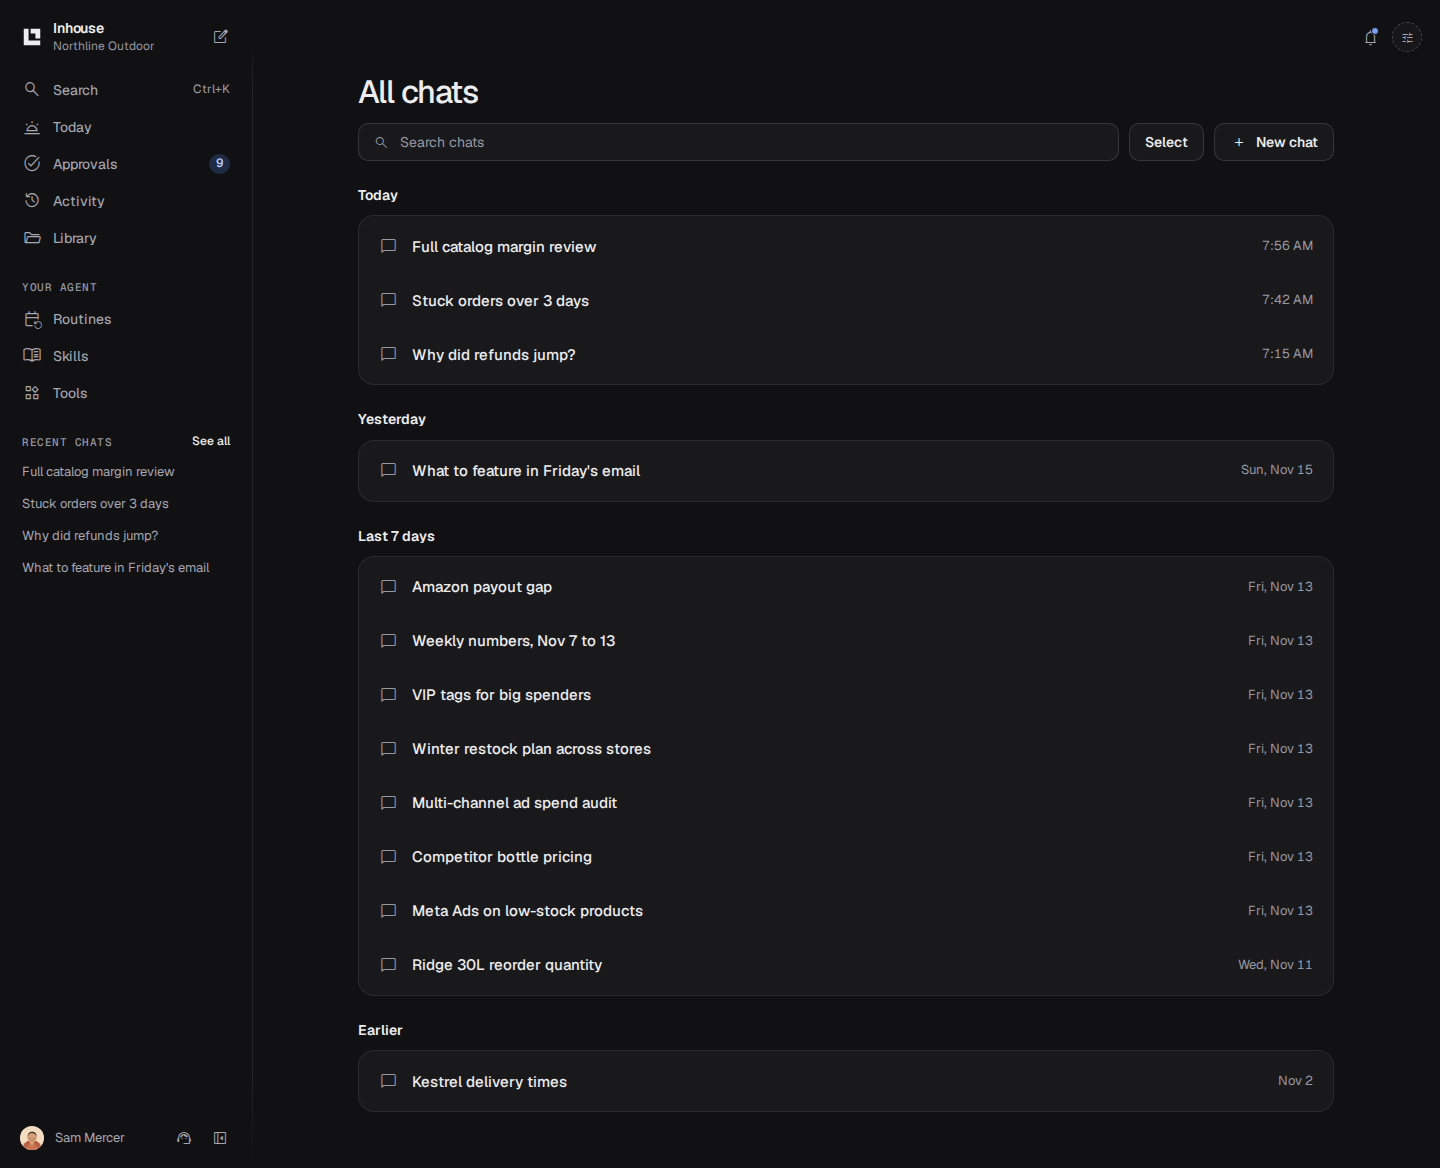 Inhouse
Northline Outdoor
Search Ctrl+K
Today
Approvals 9
Activity
Library
YOUR AGENT
Routines
Skills
Tools
RECENT CHATS See all
Full catalog margin review
Stuck orders over 3 days
Why did refunds jump?
What to feature in Friday's email
Sam Mercer
All chats
Search chats Select + New chat
Today
Full catalog margin review 7:56 AM
Stuck orders over 3 days 7:42 AM
Why did refunds jump? 7:15 AM
Yesterday
What to feature in Friday's email Sun, Nov 15
Last 7 days
Amazon payout gap Fri, Nov 13
Weekly numbers, Nov 7 to 13 Fri, Nov 13
VIP tags for big spenders Fri, Nov 13
Winter restock plan across stores Fri, Nov 13
Multi-channel ad spend audit Fri, Nov 13
Competitor bottle pricing Fri, Nov 13
Meta Ads on low-stock products Fri, Nov 13
Ridge 30L reorder quantity Wed, Nov 11
Earlier
Kestrel delivery times Nov 2